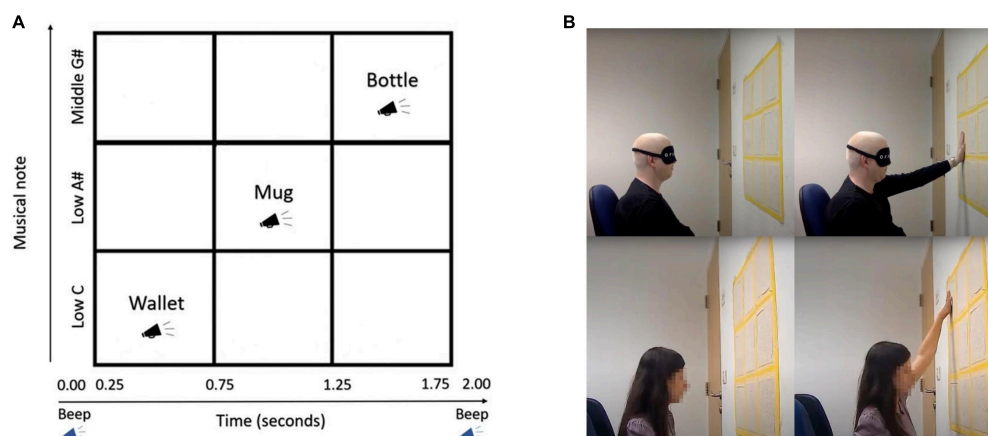 A
B
Musical note
Middle G#
Low A#
Low C
Bottle
Mug
Wallet
0.00 0.25 0.75 1.25 1.75 2.00
Beep
Time (seconds)
Beep